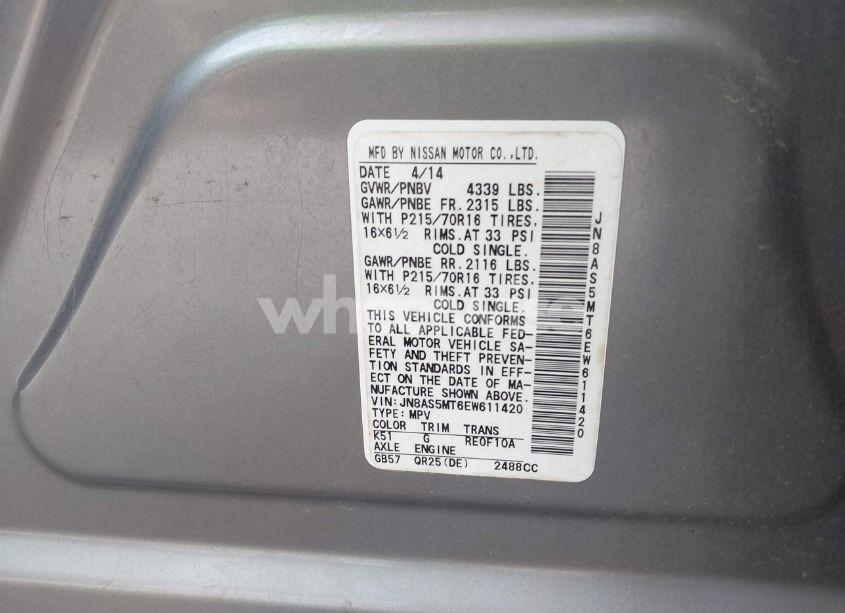 MFD BY NISSAN MOTOR CO.,LTD.
DATE 4/14
GVWR/PNBV 4339 LBS.
GAWR/PNBE FR. 2315 LBS.
WITH P215/70R16 TIRES,
16X6½ RIMS.AT 33 PSI
COLD SINGLE.
GAWR/PNBE RR. 2116 LBS.
WITH P215/70R16 TIRES,
16X6½ RIMS.AT 33 PSI
COLD SINGLE.
THIS VEHICLE CONFORMS
TO ALL APPLICABLE FED-
ERAL MOTOR VEHICLE SA-
FETY AND THEFT PREVEN-
TION STANDARDS IN EFF-
ECT ON THE DATE OF MA-
NUFACTURE SHOWN ABOVE.
VIN: JN8AS5MT6EW611420
TYPE: MPV
COLOR TRIM TRANS
K51 G RE0F10A
AXLE ENGINE
GB57 QR25(DE) 2488CC
JN8AS5MT6EW611420